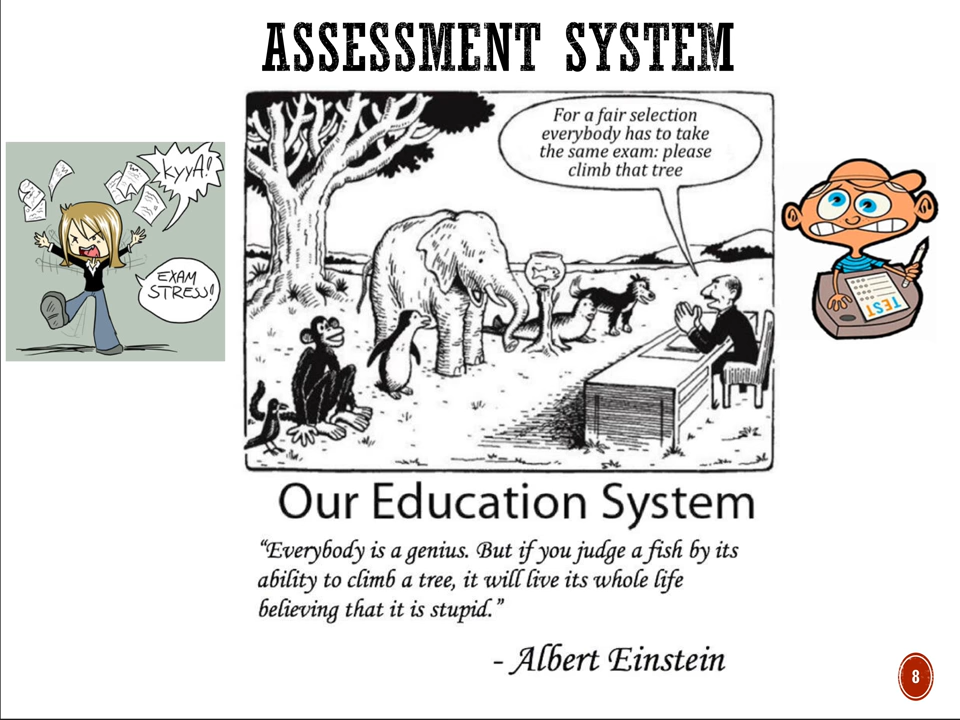 ASSESSMENT SYSTEM
For a fair selection
everybody has to take
the same exam: please
climb that tree
kyyA!
EXAM
STRESS!
TEST
Our Education System
“Everybody is a genius. But if you judge a fish by its
ability to climb a tree, it will live its whole life
believing that it is stupid.”
- Albert Einstein
8